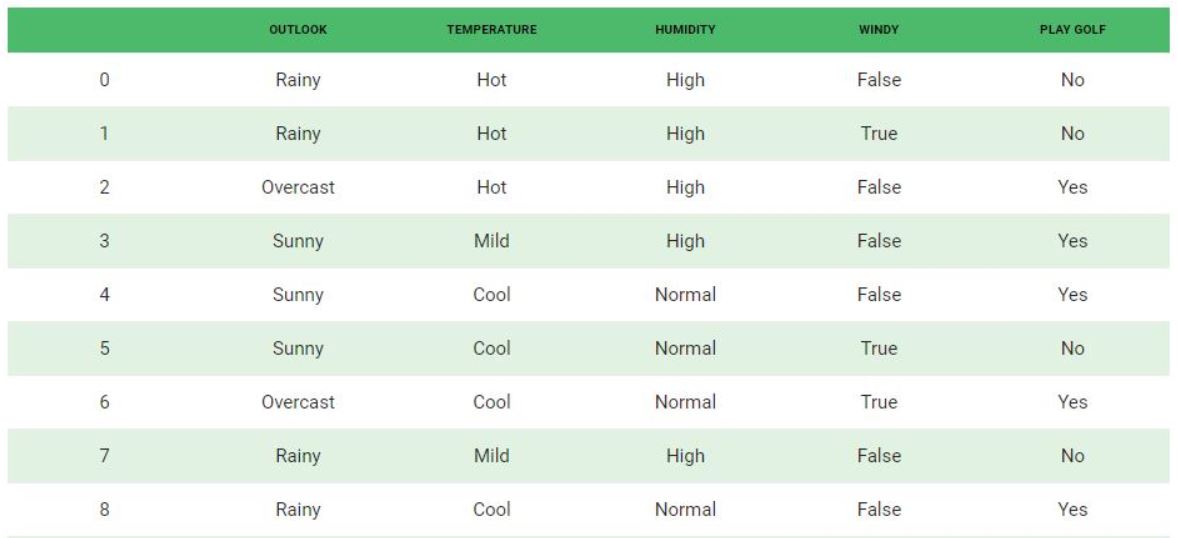 OUTLOOK TEMPERATURE HUMIDITY WINDY PLAY GOLF
0 Rainy Hot High False No
1 Rainy Hot High True No
2 Overcast Hot High False Yes
3 Sunny Mild High False Yes
4 Sunny Cool Normal False Yes
5 Sunny Cool Normal True No
6 Overcast Cool Normal True Yes
7 Rainy Mild High False No
8 Rainy Cool Normal False Yes